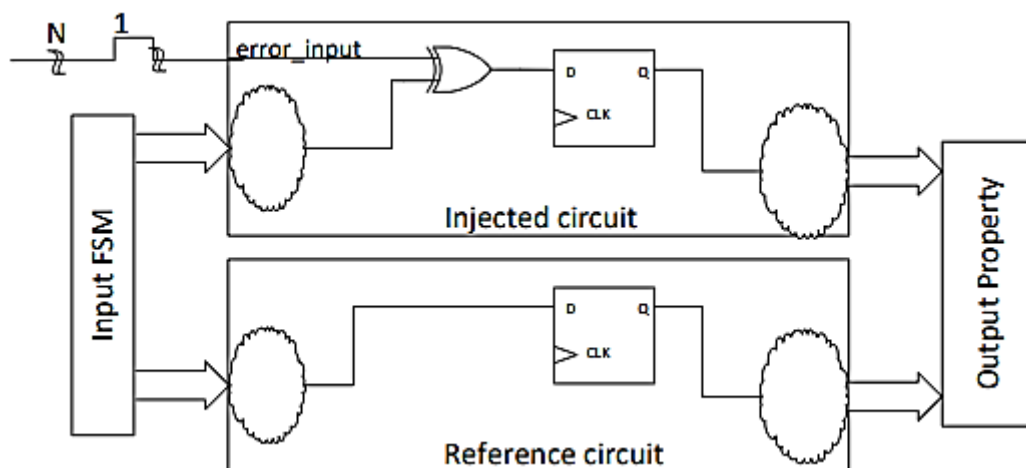 N
1
error_input
D
Q
CLK
Injected circuit
Input FSM
Output Property
D
Q
CLK
Reference circuit